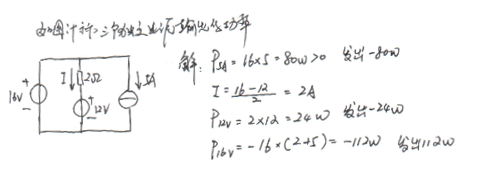 如图计算三个独立电源输出的功率
解: P5A = 16×5 = 80W > 0 发出-80W
I = (16-12)/2 = 2A
P12V = 2×12 = 24W 发出-24W
P16V = -16×(2+5) = -112W 发出112W
+
16V
-
I
2Ω
+
12V
-
5A